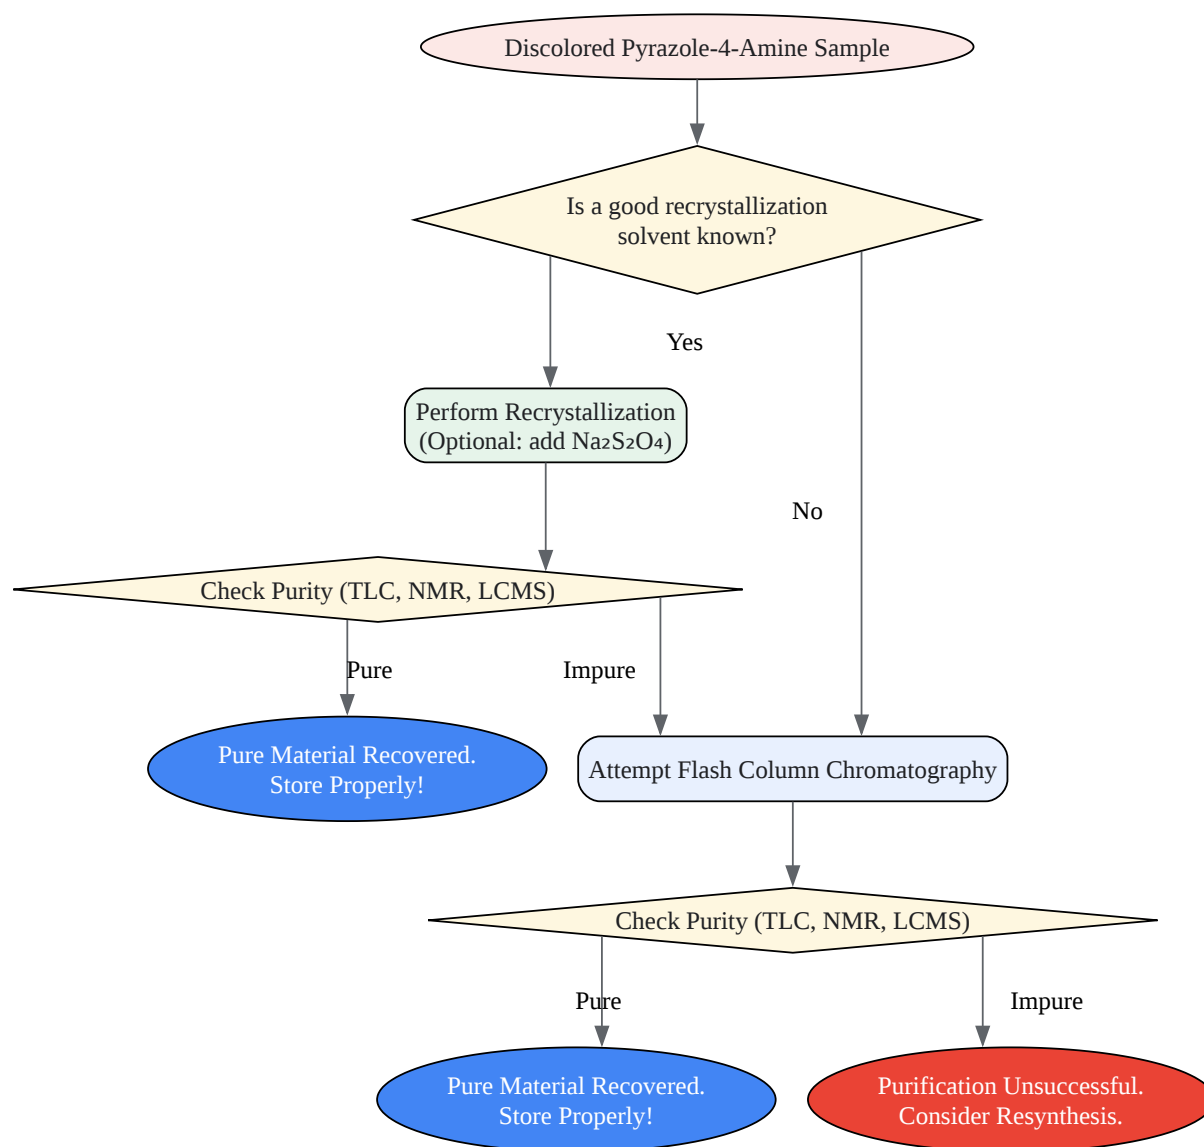 Discolored Pyrazole-4-Amine Sample
Is a good recrystallization
solvent known?
Yes
Perform Recrystallization
(Optional: add Na₂S₂O₄)
No
Check Purity (TLC, NMR, LCMS)
Pure
Impure
Pure Material Recovered.
Store Properly!
Attempt Flash Column Chromatography
Check Purity (TLC, NMR, LCMS)
Pure
Impure
Pure Material Recovered.
Store Properly!
Purification Unsuccessful.
Consider Resynthesis.